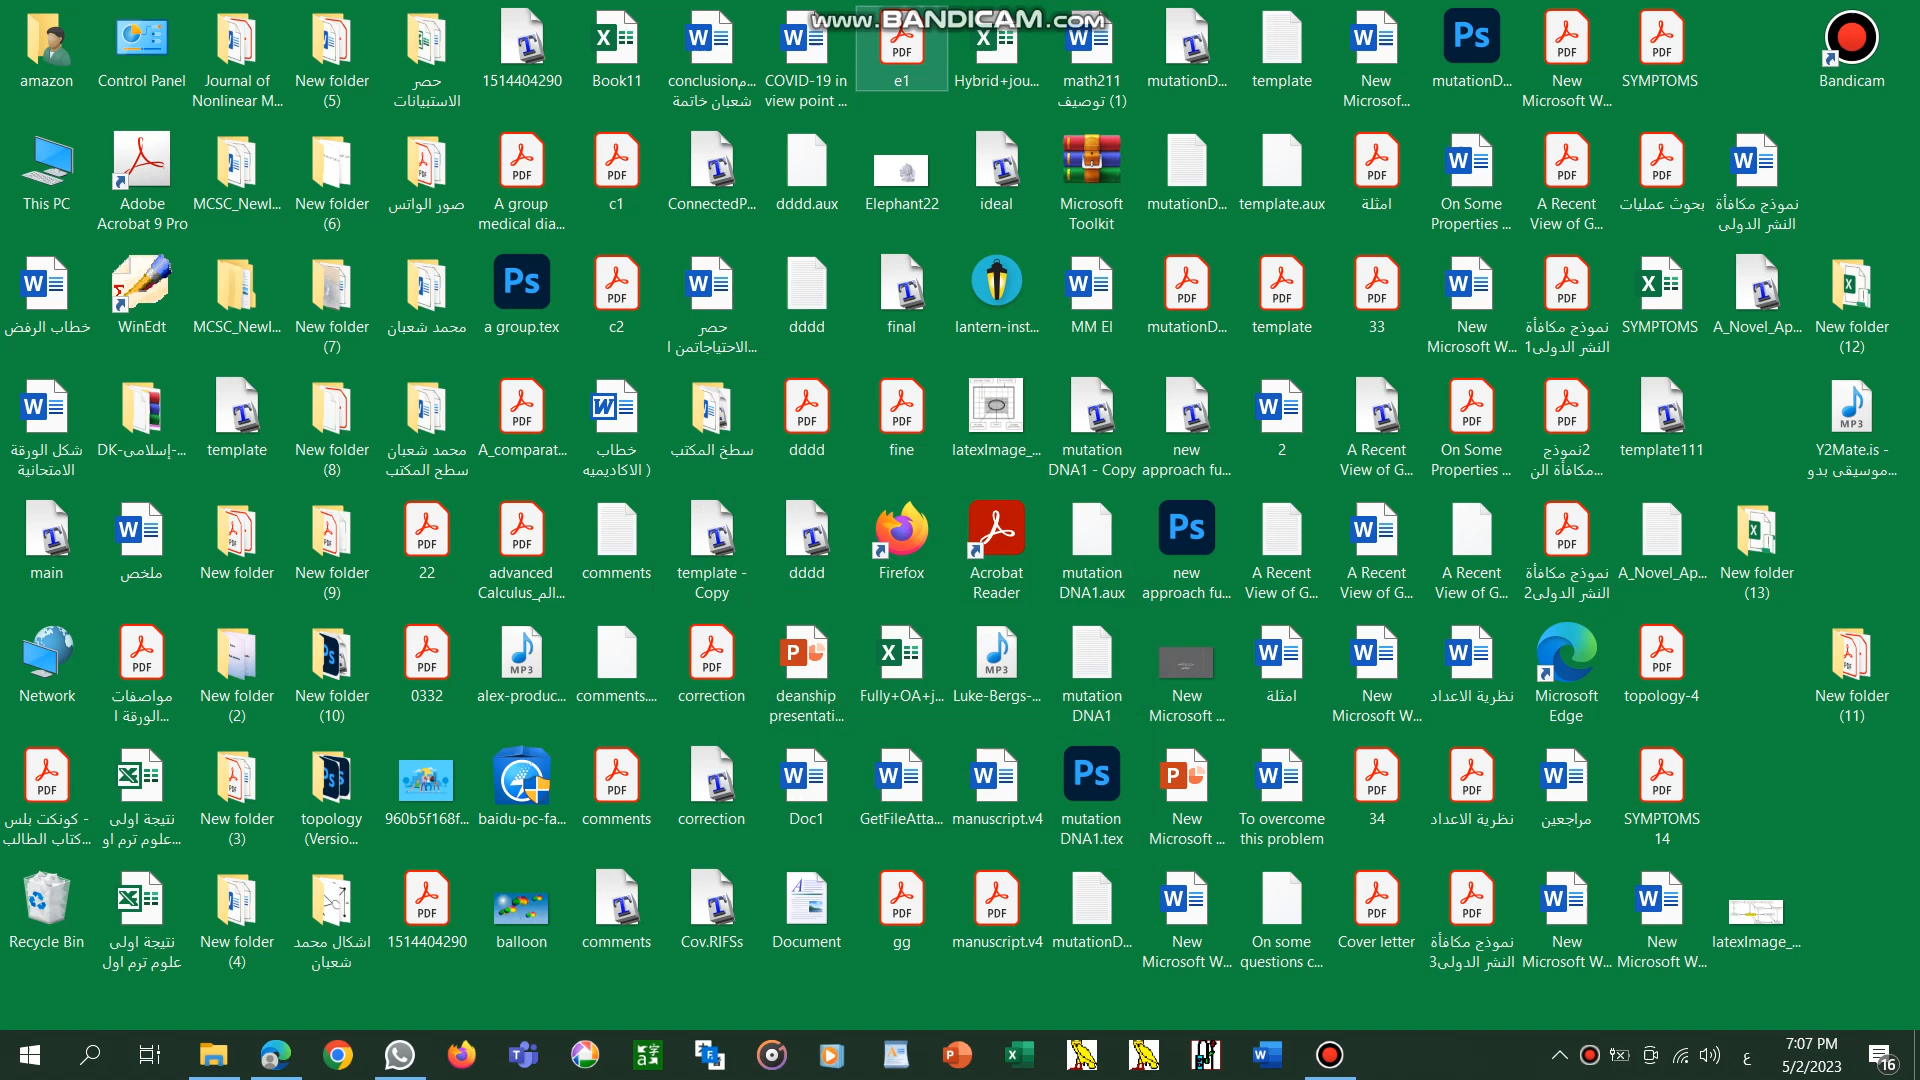 www.BANDICAM.com
amazon
Control Panel
Journal of
Nonlinear M...
New folder
(5)
حصر
الاستبيانات
1514404290
Book11
conclusionم...
شعبان خاتمة
COVID-19 in
view point ...
e1
Hybrid+jou...
math211
توصيف (1)
mutationD...
template
New
Microsof...
mutationD...
New
Microsoft W...
SYMPTOMS
Bandicam
This PC
Adobe
Acrobat 9 Pro
MCSC_NewI...
New folder
(6)
صور الواتس
A group
medical dia...
c1
ConnectedP...
dddd.aux
Elephant22
ideal
Microsoft
Toolkit
mutationD...
template.aux
امثلة
On Some
Properties ...
A Recent
View of G...
بحوث عمليات
نموذج مكافأة
النشر الدولى
خطاب الرفض
WinEdt
MCSC_NewI...
New folder
(7)
محمد شعبان
a group.tex
c2
حصر
الاحتياجاتمن ا...
dddd
final
lantern-inst...
MM El
mutationD...
template
33
New
Microsoft W...
نموذج مكافأة
النشر الدولى1
SYMPTOMS
A_Novel_Ap...
New folder
(12)
شكل الورقة
الامتحانية
DK-إسلامى-...
template
New folder
(8)
محمد شعبان
سطح المكتب
A_comparat...
خطاب
الاكاديميه (
سطخ المكتب
dddd
fine
latexImage_...
mutation
DNA1 - Copy
new
approach fu...
2
A Recent
View of G...
On Some
Properties ...
2نموذج
مكافأة الن...
template111
Y2Mate.is -
موسيقى بدو...
main
ملخص
New folder
New folder
(9)
22
advanced
Calculus_الم...
comments
template -
Copy
dddd
Firefox
Acrobat
Reader
mutation
DNA1.aux
new
approach fu...
A Recent
View of G...
A Recent
View of G...
A Recent
View of G...
نموذج مكافأة
النشر الدولى2
A_Novel_Ap...
New folder
(13)
Network
مواصفات
الورقة ا...
New folder
(2)
New folder
(10)
0332
alex-produc...
comments....
correction
deanship
presentati...
Fully+OA+j...
Luke-Bergs-...
mutation
DNA1
New
Microsoft ...
امثلة
New
Microsoft W...
نظرية الاعداد
Microsoft
Edge
topology-4
New folder
(11)
كونكت بلس -
كتاب الطالب...
نتيجة اولى
علوم ترم او...
New folder
(3)
topology
(Versio...
960b5f168f...
baidu-pc-fa...
comments
correction
Doc1
GetFileAtta...
manuscript.v4
mutation
DNA1.tex
New
Microsoft ...
To overcome
this problem
34
نظرية الاعداد
مراجعين
SYMPTOMS
14
Recycle Bin
نتيجة اولى
علوم ترم اول
New folder
(4)
اشكال محمد
شعبان
1514404290
balloon
comments
Cov.RIFSs
Document
gg
manuscript.v4
mutationD...
New
Microsoft W...
On some
questions c...
Cover letter
نموذج مكافأة
النشر الدولى3
New
Microsoft W...
New
Microsoft W...
latexImage_...
ع
7:07 PM
5/2/2023
16